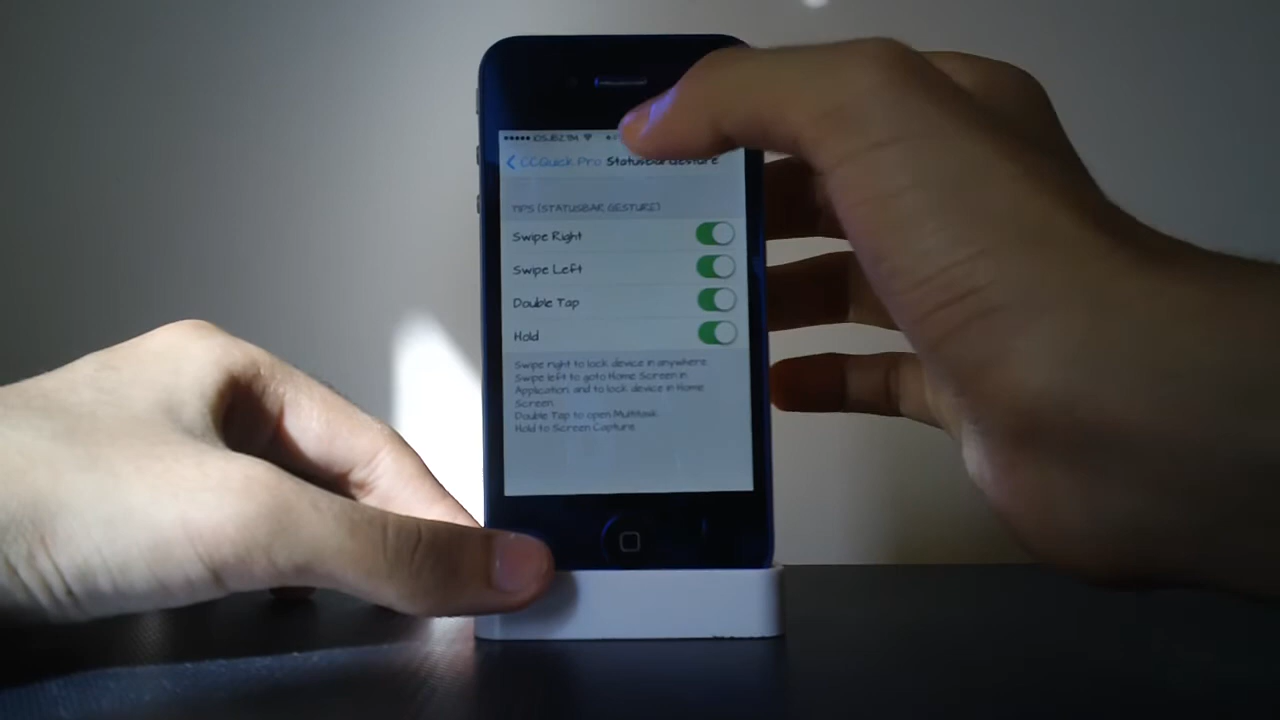 CCQuick Pro StatusbarGesture
TIPS (STATUSBAR GESTURE)
Swipe Right
Swipe Left
Double Tap
Hold
Swipe right to lock device in anywhere.
Swipe left to goto Home Screen in
Application, and to lock device in Home
Screen.
Double Tap to open Multitask.
Hold to Screen Capture.